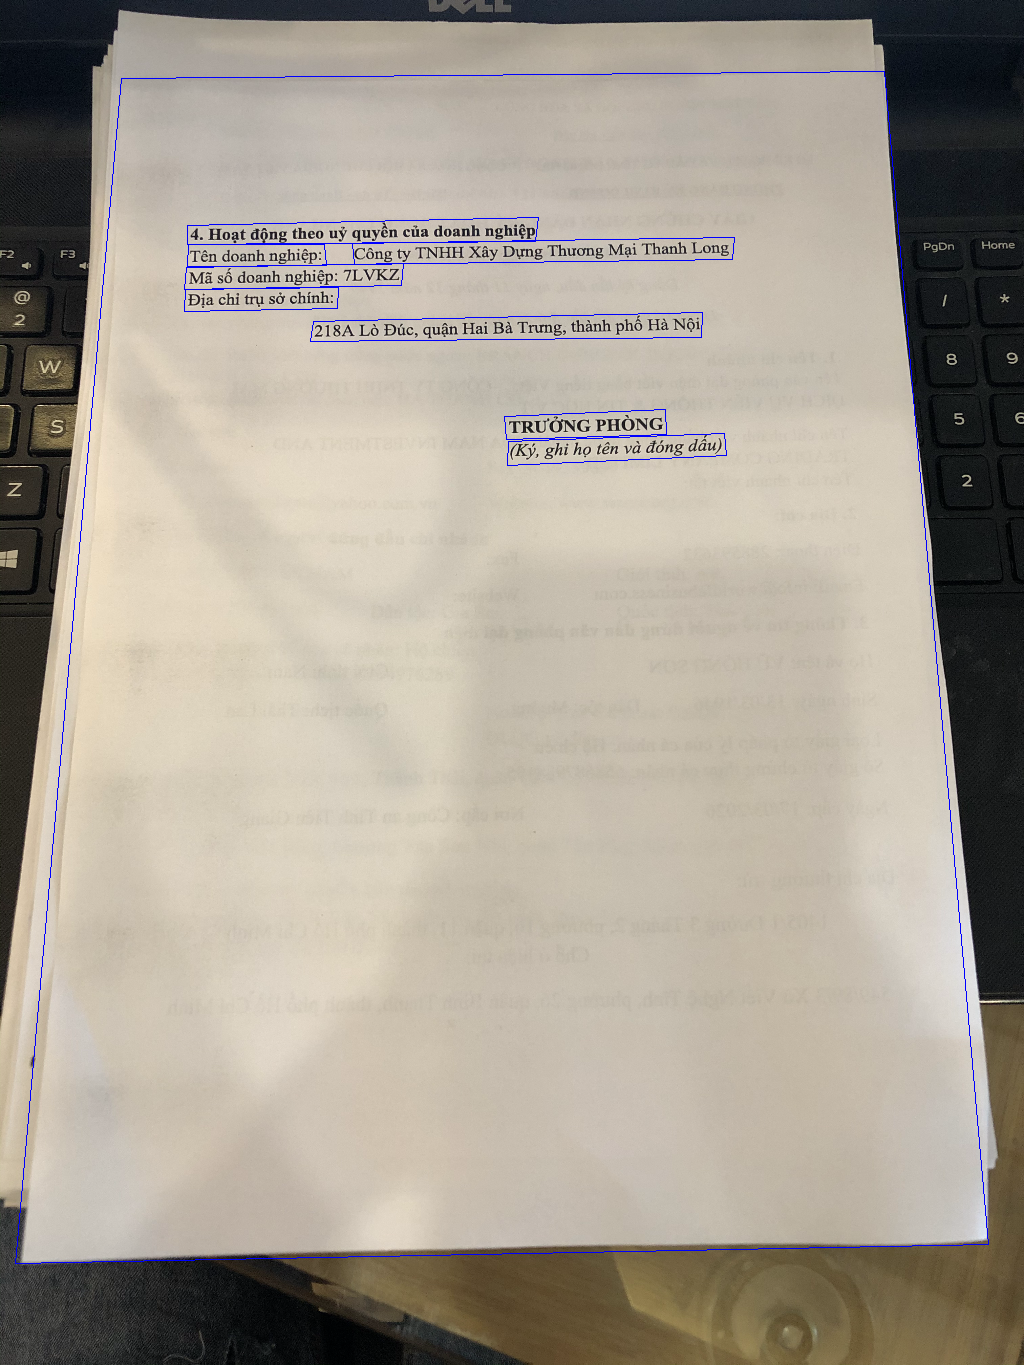 DELL
4. Hoạt động theo uỷ quyền của doanh nghiệp
Tên doanh nghiệp: Công ty TNHH Xây Dựng Thương Mại Thanh Long
Mã số doanh nghiệp: 7LVKZ
Địa chỉ trụ sở chính:
218A Lò Đúc, quận Hai Bà Trưng, thành phố Hà Nội
TRƯỞNG PHÒNG
(Ký, ghi họ tên và đóng dấu)
F2 F3
@ 2
W
S
Z
PgDn Home
/ *
8 9
5 6
2